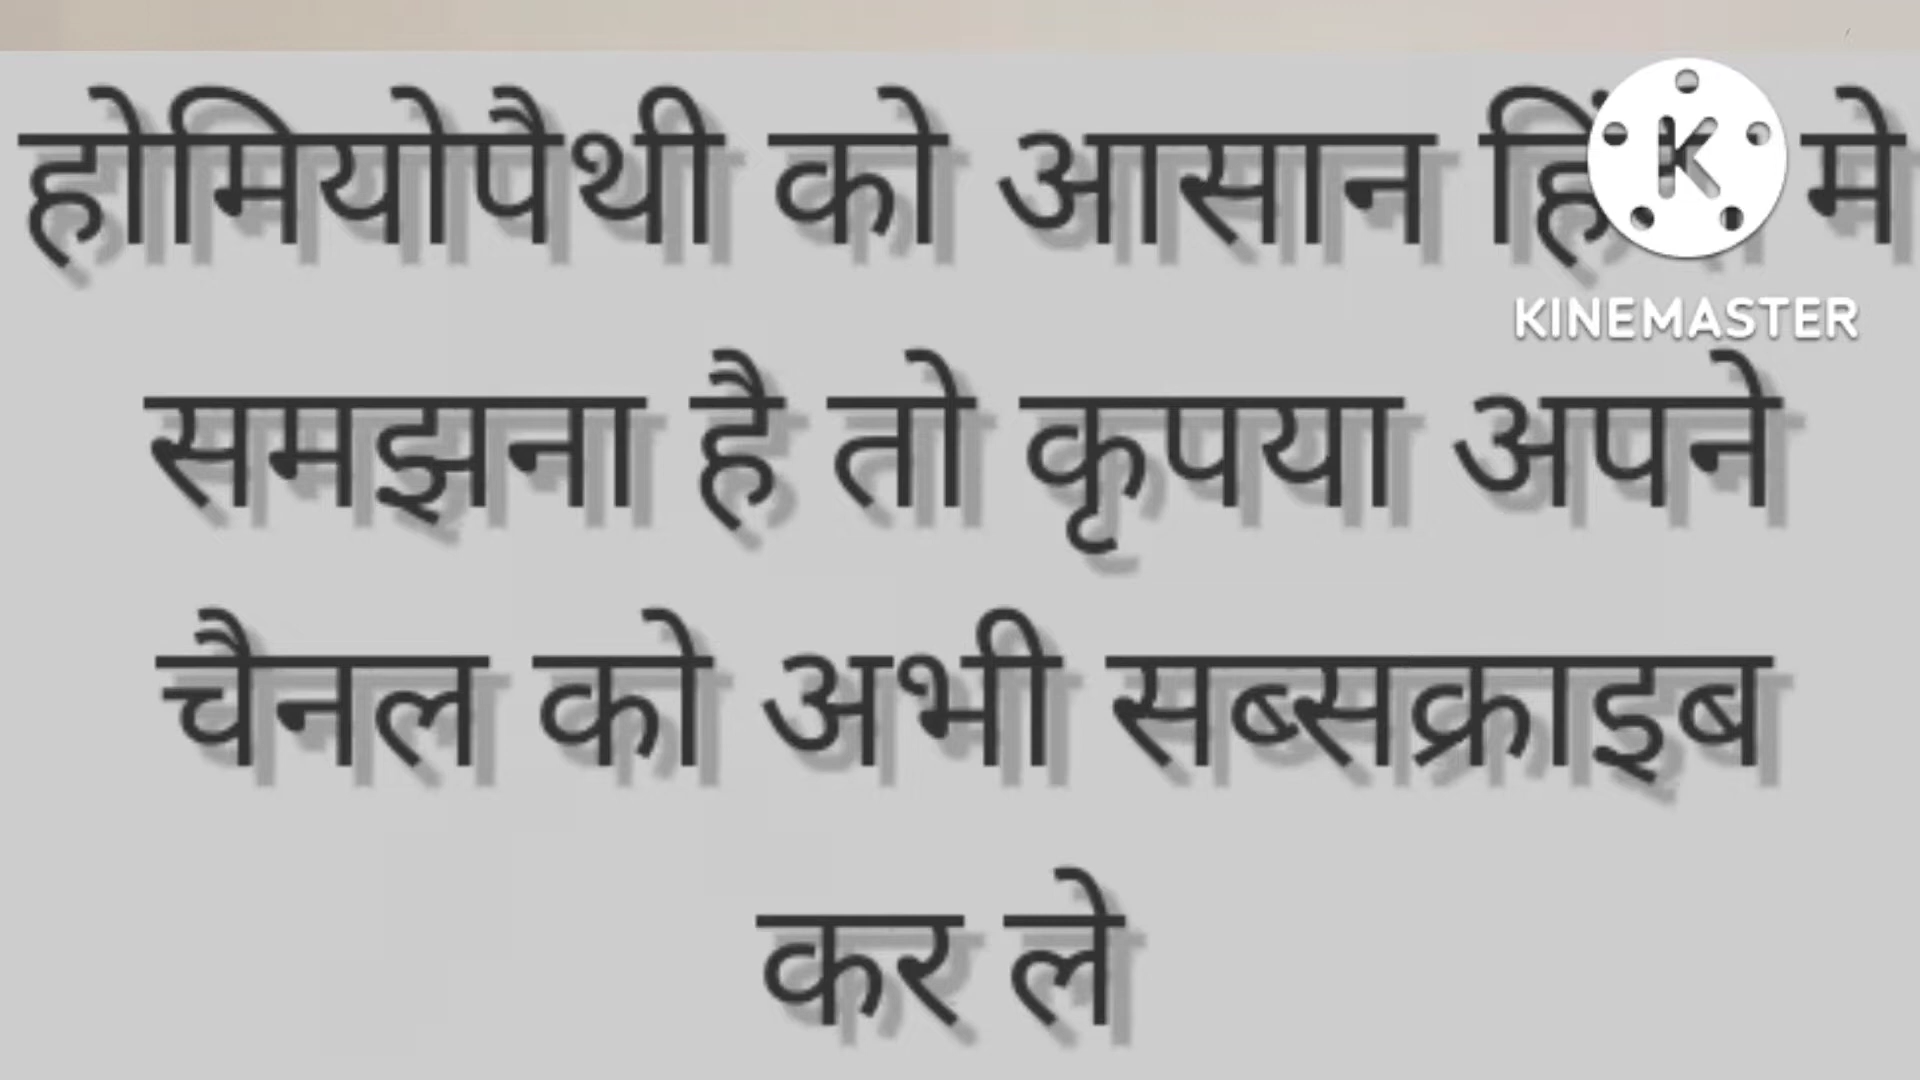 होमियोपैथी को आसान मे
KINEMASTER
समझना है तो कृपया अपने
चैनल को अभी सब्सक्राइब
कर ले